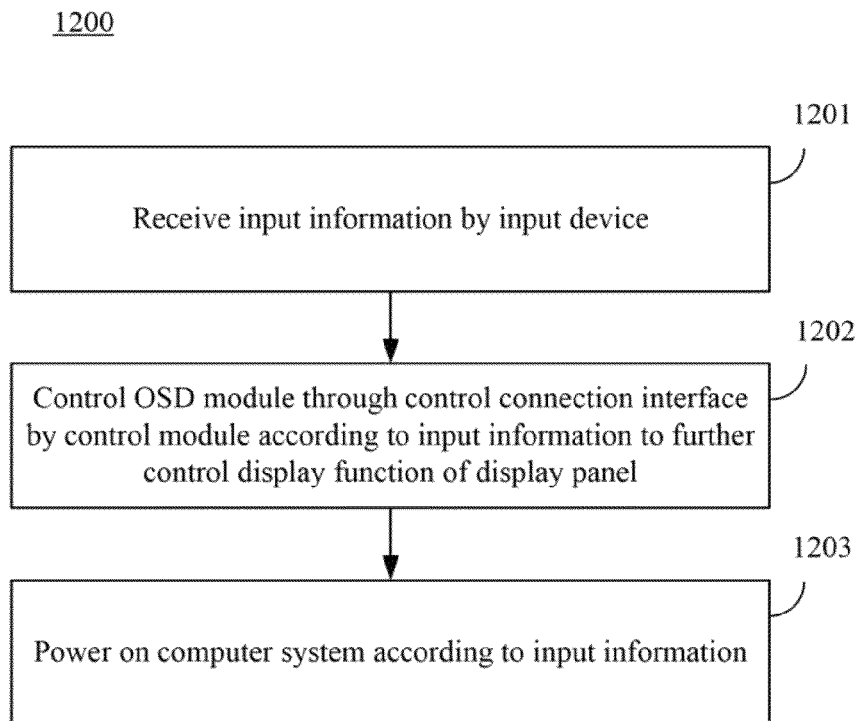 1200
1201
Receive input information by input device
1202
Control OSD module through control connection interface
by control module according to input information to further
control display function of display panel
1203
Power on computer system according to input information